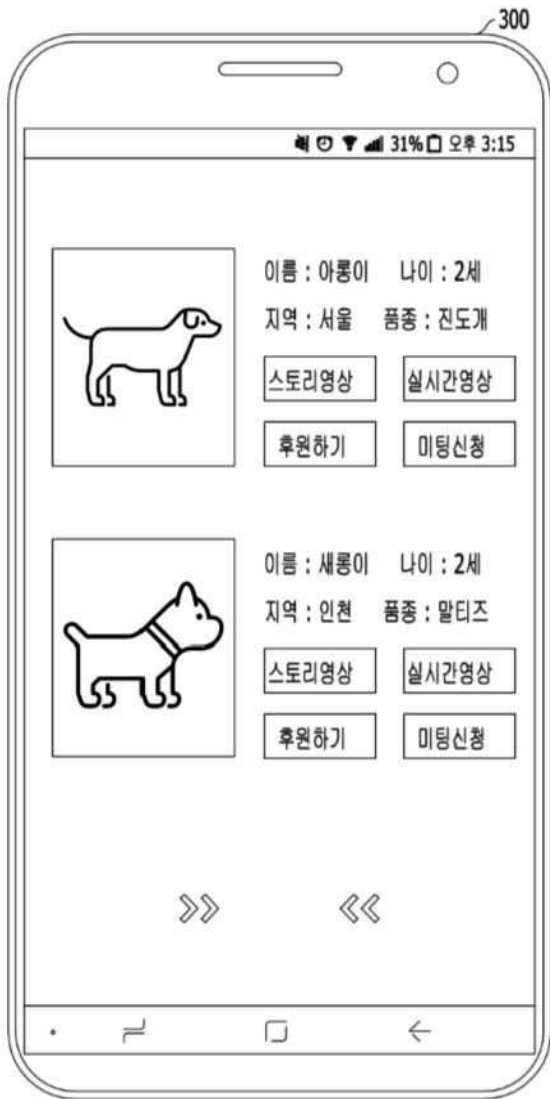 300
31% 오후 3:15
이름 : 아롱이 나이 : 2세
지역 : 서울 품종 : 진도개
스토리영상 실시간영상
후원하기 미팅신청
이름 : 새롱이 나이 : 2세
지역 : 인천 품종 : 말티즈
스토리영상 실시간영상
후원하기 미팅신청